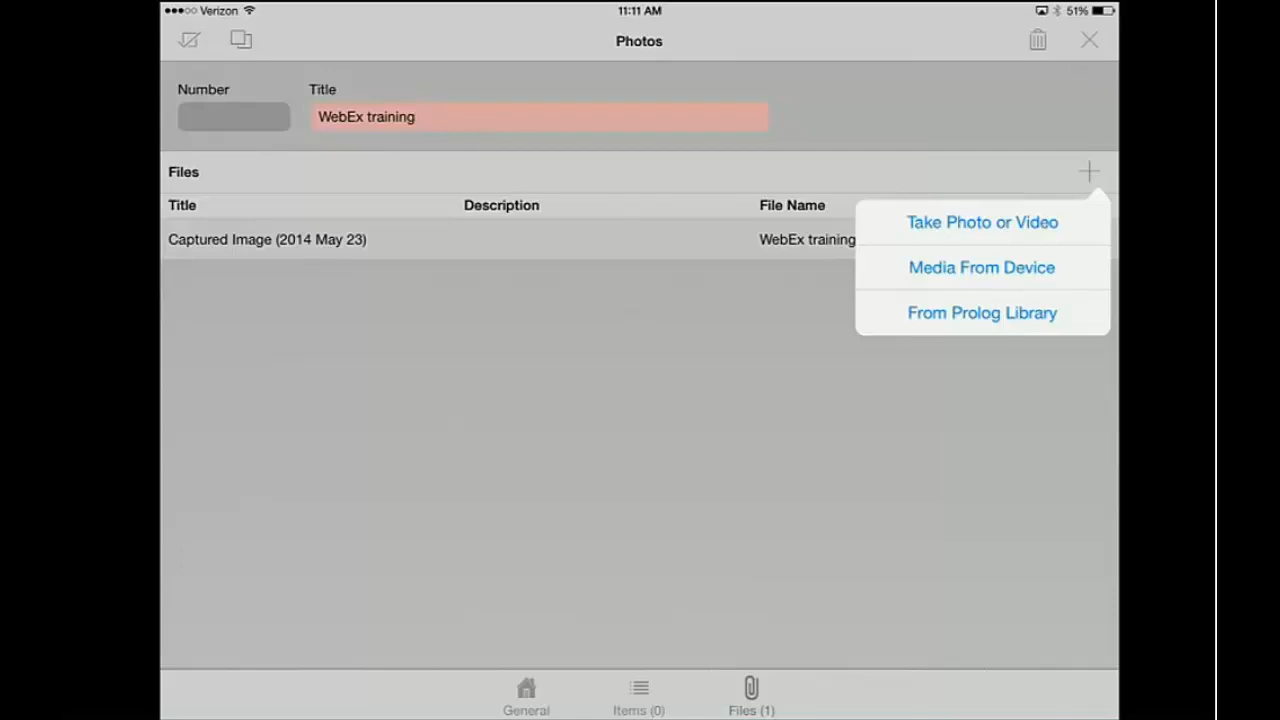 Verizon 11:11 AM 51%
Photos
Number Title
WebEx training
Files
Title Description File Name
Captured Image (2014 May 23) WebEx training
Take Photo or Video
Media From Device
From Prolog Library
General Items (0) Files (1)